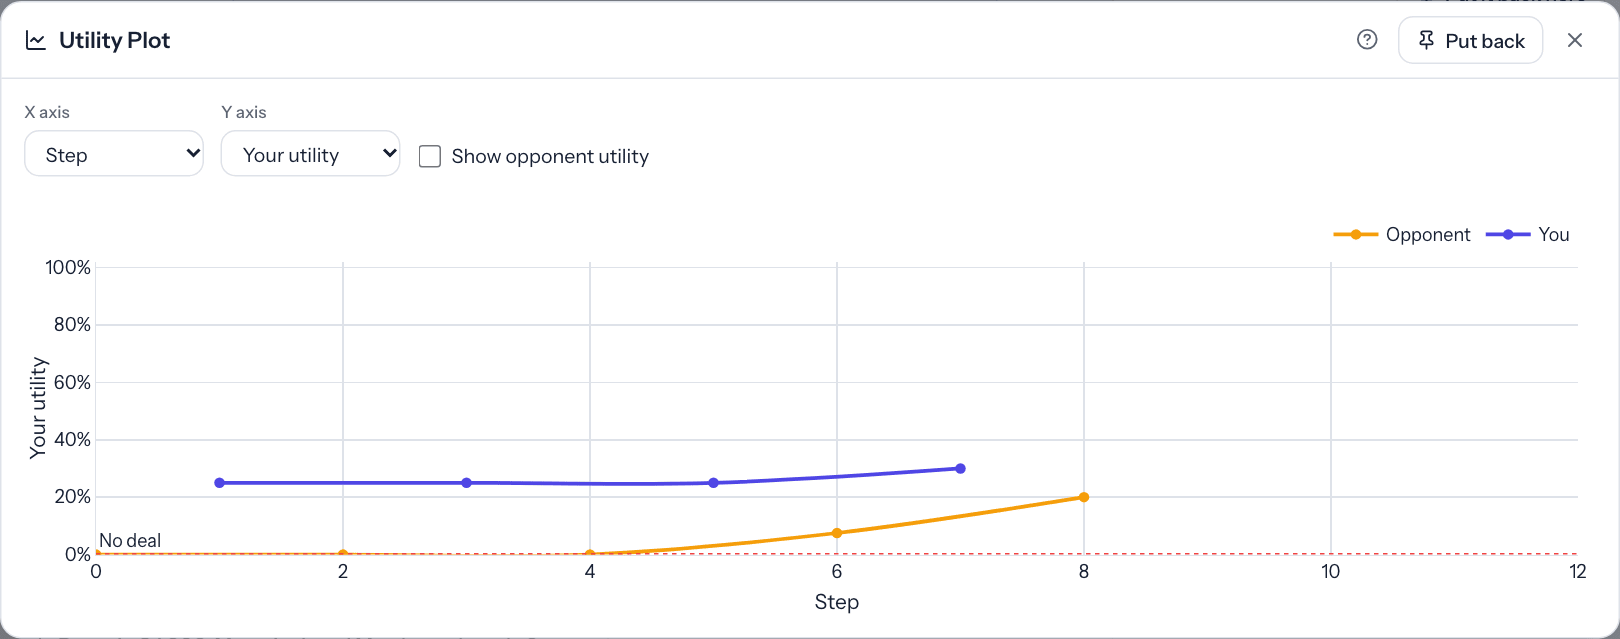 Utility Plot
Put back
X axis
Y axis
Step
Your utility
Show opponent utility
Opponent
You
100%
80%
60%
40%
20%
0%
Your utility
No deal
0
2
4
6
8
10
12
Step